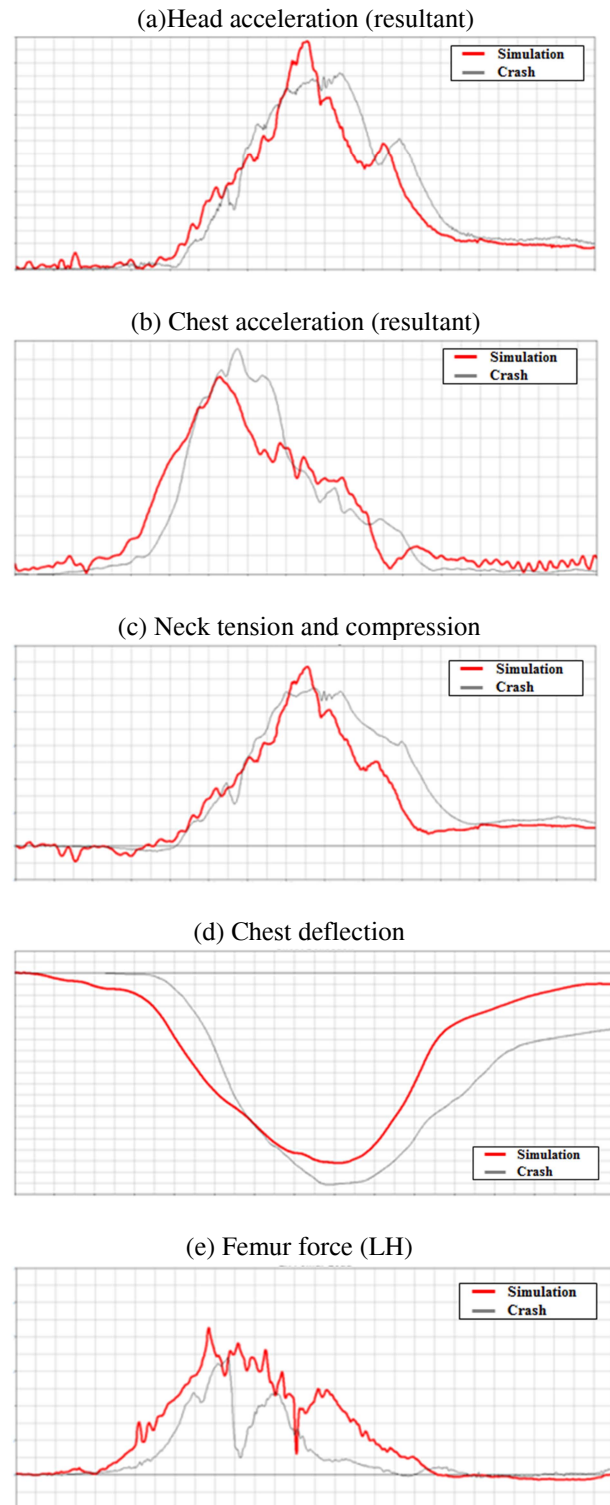 (a)Head acceleration (resultant)
Simulation
Crash
(b) Chest acceleration (resultant)
Simulation
Crash
(c) Neck tension and compression
Simulation
Crash
(d) Chest deflection
Simulation
Crash
(e) Femur force (LH)
Simulation
Crash